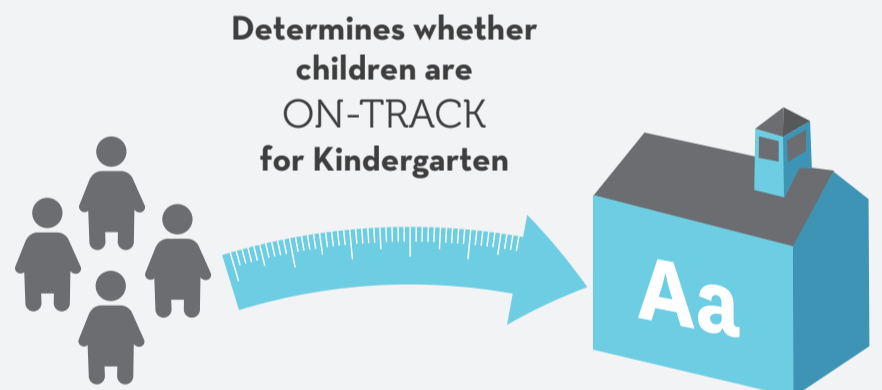 Determines whether
children are
ON-TRACK
for Kindergarten
Aa